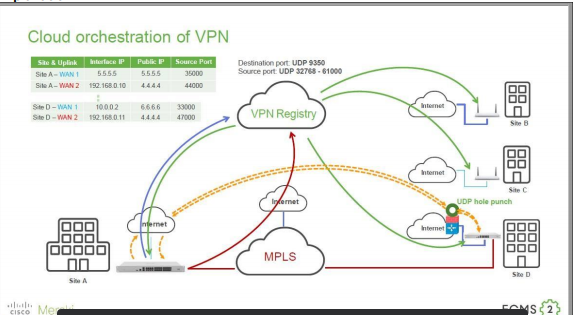 Cloud orchestration of VPN
Site & Uplink Interface IP Public IP Source Port
Site A – WAN 1 5.5.5.5 5.5.5.5 35000
Site A – WAN 2 192.168.0.10 4.4.4.4 44000
Site D – WAN 1 10.0.0.2 6.6.6.6 33000
Site D – WAN 2 192.168.0.11 4.4.4.4 47000
Destination port: UDP 9350
Source port: UDP 32768 - 61000
VPN Registry
Internet
Site B
Internet
Site C
UDP hole punch
Internet
Site D
Internet
Internet
MPLS
Site A
CISCO
ECMS 2